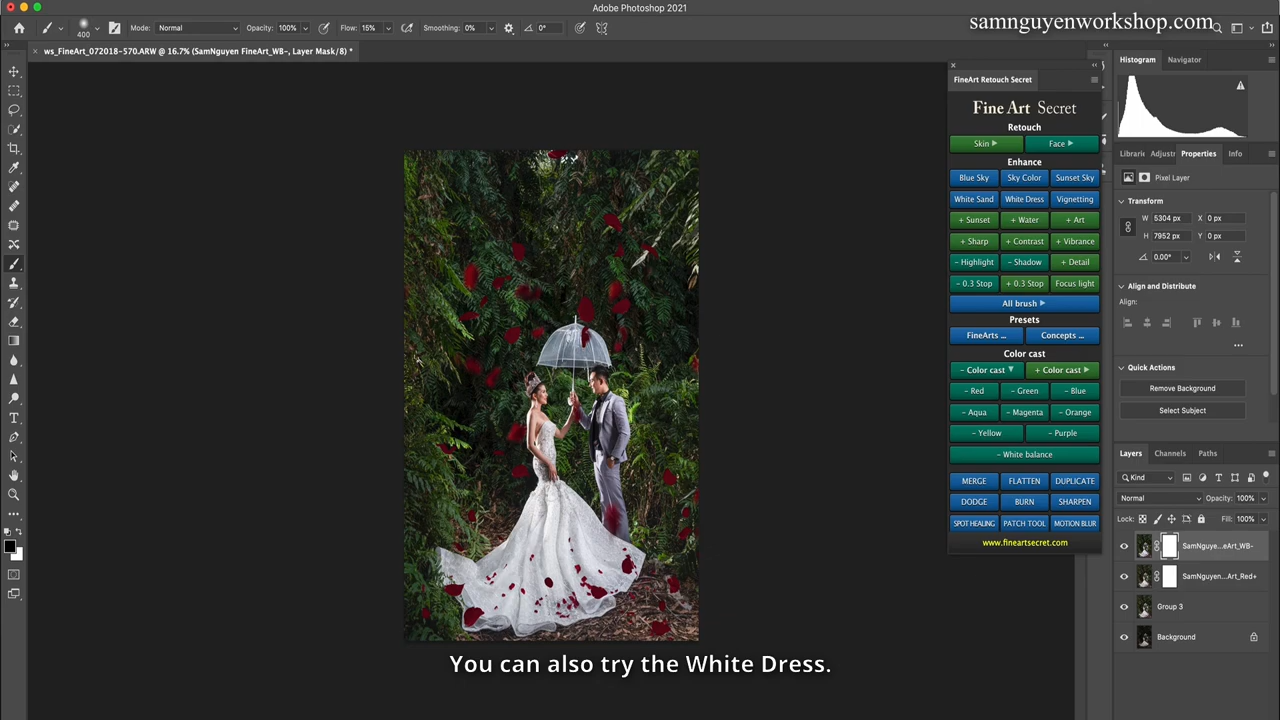 Adobe Photoshop 2021
samnguyenworkshop.com
400
Mode: Normal
Opacity: 100%
Flow: 15%
Smoothing: 0%
0°
ws_FineArt_072018-570.ARW @ 16.7% (SamNguyen FineArt_WB-, Layer Mask/8) *
FineArt Retouch Secret
Fine Art Secret
Retouch
Skin
Face
Enhance
Blue Sky
Sky Color
Sunset Sky
White Sand
White Dress
Vignetting
+ Sunset
+ Water
+ Art
+ Sharp
+ Contrast
+ Vibrance
- Highlight
- Shadow
+ Detail
- 0.3 Stop
+ 0.3 Stop
Focus light
All brush
Presets
FineArts ...
Concepts ...
Color cast
- Color cast
+ Color cast
- Red
- Green
- Blue
- Aqua
- Magenta
- Orange
- Yellow
- Purple
- White balance
MERGE
FLATTEN
DUPLICATE
DODGE
BURN
SHARPEN
SPOT HEALING
PATCH TOOL
MOTION BLUR
www.fineartsecret.com
Histogram
Navigator
Librarie
Adjustr
Properties
Info
Pixel Layer
Transform
W 5304 px
X 0 px
H 7952 px
Y 0 px
0.00°
Align and Distribute
Align:
Quick Actions
Remove Background
Select Subject
Layers
Channels
Paths
Kind
Normal
Opacity: 100%
Lock:
Fill: 100%
SamNguye...eArt_WB-
SamNguyen...Art_Red+
Group 3
Background
You can also try the White Dress.